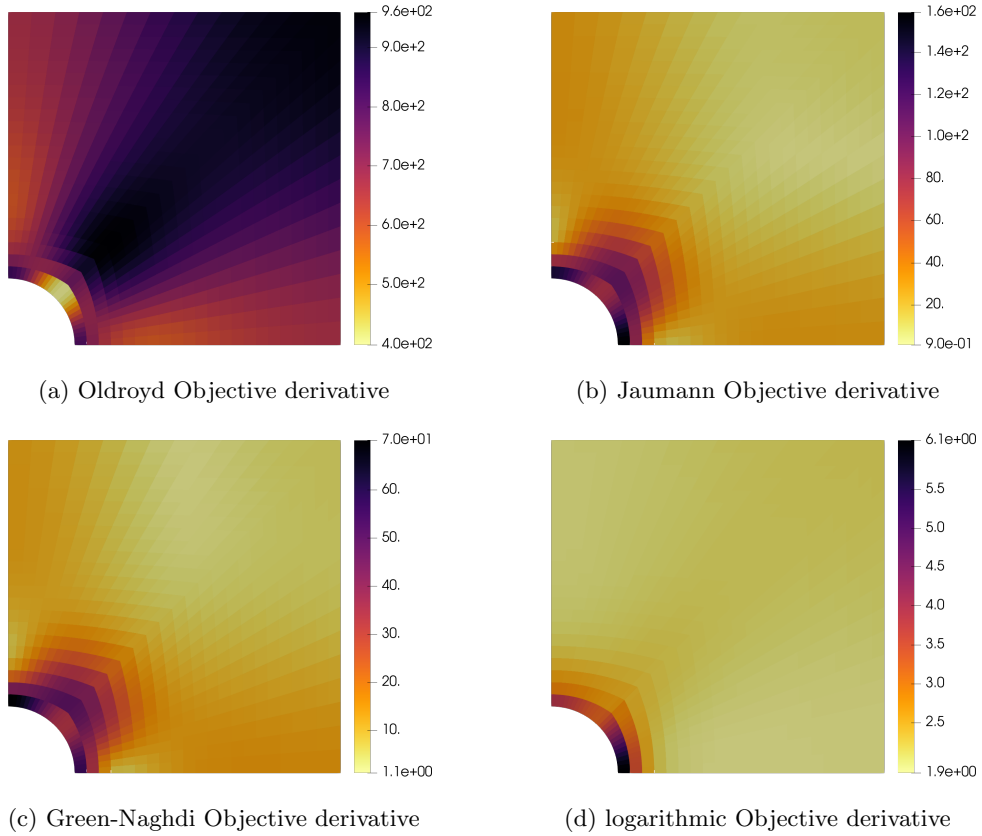 9.6e+02
9.0e+2
8.0e+2
7.0e+2
6.0e+2
5.0e+2
4.0e+02
(a) Oldroyd Objective derivative
1.6e+02
1.4e+2
1.2e+2
1.0e+2
80.
60.
40.
20.
9.0e-01
(b) Jaumann Objective derivative
7.0e+01
60.
50.
40.
30.
20.
10.
1.1e+00
(c) Green-Naghdi Objective derivative
6.1e+00
5.5
5.0
4.5
4.0
3.5
3.0
2.5
1.9e+00
(d) logarithmic Objective derivative